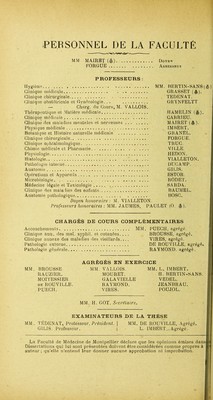 PERSONNEL DE LA FACULTÉ
MM. MAIRET (✻) Doyen
FORGUE Assesseur
PROFESSEURS
Hygiène MM. BERTIN-SANS (✻)
Clinique médicale GRASSET (✻).
Clinique chirurgicale TEDENAT.
Clinique obstétricale et Gynécologie GRYNFELTT
— Charg. du Cours, M. VALLOIS.
Thérapeutique et Matière médicale HAMELIN (✻).
Clinique médicale CARRIEU.
Clinique des maladies mentales et nerveuses MAIRET (✻)
Physique médicale IMBERT.
Botanique et Histoire naturelle médicale GRANEL.
Clinique chirurgicale FORGUE.
Clinique ophtalmologique TRUC.
Chimie médicale et Pharmacie VILLE
Physiologie HEDON.
Histologie VIALLETON.
Pathologie interne DUCAMP.
Anatomie GILIS.
Opérations et Appareils ESTOR.
Microbiologie RODET.
Médecine légale et Toxicologie SARDA.
Clinique des maladies des enfants BAUMEL.
Anatomie pathologique BOSC.
Doyen honoraire : M. VIALLETON
Professeurs honoraires : MM. JAUMES, PAULET (O. ✻).
CHARGÉS DE COURS COMPLÉMENTAIRES
Accouchements MM. PUECH, agrégé.
Clinique ann. des mal. syphil. et cutanées BROUSSE, agrégé.
Clinique annexe des maladies des vieillards VIRES, agrégé.
Pathologie externe DE ROUVILLE, agrégé.
Pathologie générale RAYMOND, agrégé
AGRÉGÉS EN EXERCICE
MM. BROUSSE MM. VALLOIS MM. L. IMBERT.
RAUZIER. MOURET. H. BERTIN-SANS.
MOITESSIER GALAVIELLE VEDEL.
DE ROUVILLE. RAYMOND. JEANBRAU.
PUECH. VIRES. POUJOL.
MM. H. GOT, Secrétaire.
EXAMINATEURS DE LA THÈSE
MM. TÉDENAT, Professeur, Président. MM. DE ROUVILLE, Agrégé.
GILIS Professeur. L. IMBERT, Agrégé.
La Faculté de Médecine de Montpellier déclare que les opinions émises dans
Dissertations qui lui sont présentées doivent être considérées comme propres à
auteur ; qu'elle n'entend leur donner aucune approbation ni improbation